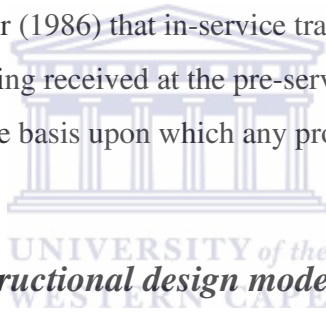 r (1986) that in-service tra
ing received at the pre-serv
e basis upon which any pro
UNIVERSITY of the
ructional design mode
WESTERN CAPE